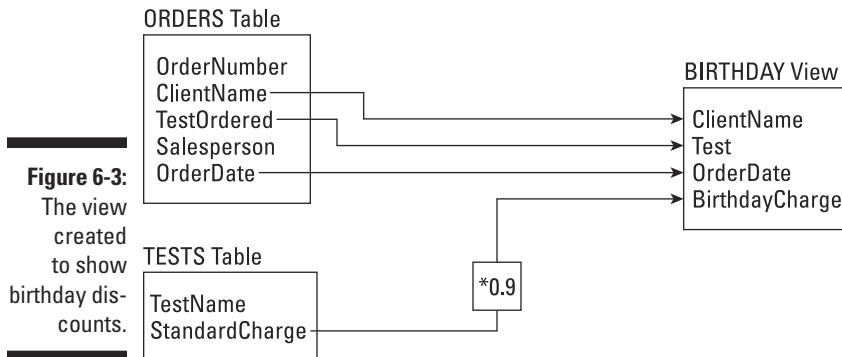 ORDERS Table
OrderNumber
ClientName
TestOrdered
Salesperson
OrderDate
BIRTHDAY View
ClientName
Test
OrderDate
BirthdayCharge
TESTS Table
TestName
StandardCharge
*0.9
Figure 6-3:
The view
created
to show
birthday dis-
counts.